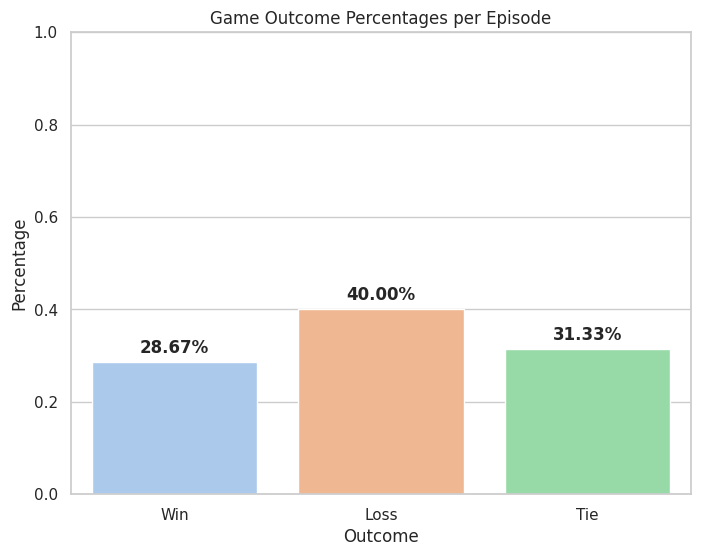 Game Outcome Percentages per Episode
1.0
0.8
0.6
0.4
0.2
0.0
Percentage
28.67%
40.00%
31.33%
Win
Loss
Tie
Outcome